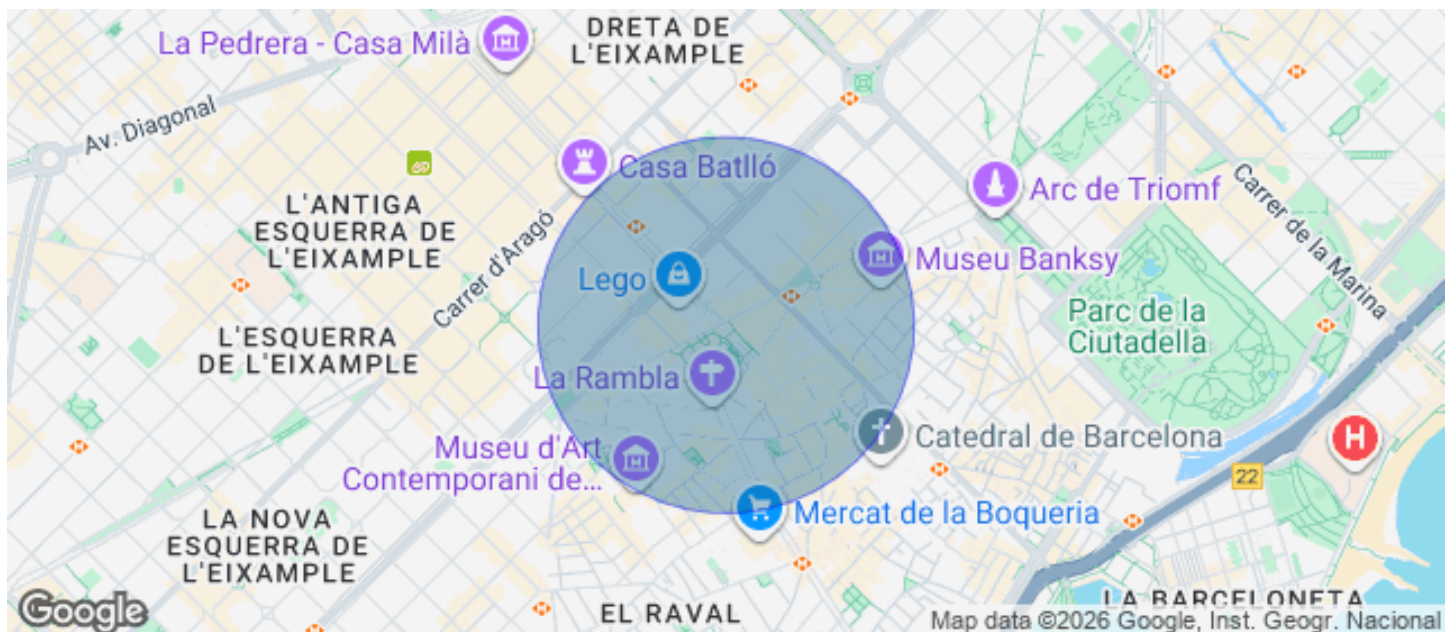 La Pedrera - Casa Milà
DRETA DE
L'EIXAMPLE
Av. Diagonal
Casa Batlló
Arc de Triomf
Carrer de la Marina
L'ANTIGA
ESQUERRA DE
L'EIXAMPLE
Carrer d'Aragó
Lego
Museu Banksy
Parc de la
Ciutadella
L'ESQUERRA
DE L'EIXAMPLE
La Rambla
Museu d'Art
Contemporani de...
Catedral de Barcelona
H
22
Mercat de la Boqueria
LA NOVA
ESQUERRA DE
L'EIXAMPLE
EL RAVAL
LA BARCELONETA
Google
Map data ©2026 Google, Inst. Geogr. Nacional